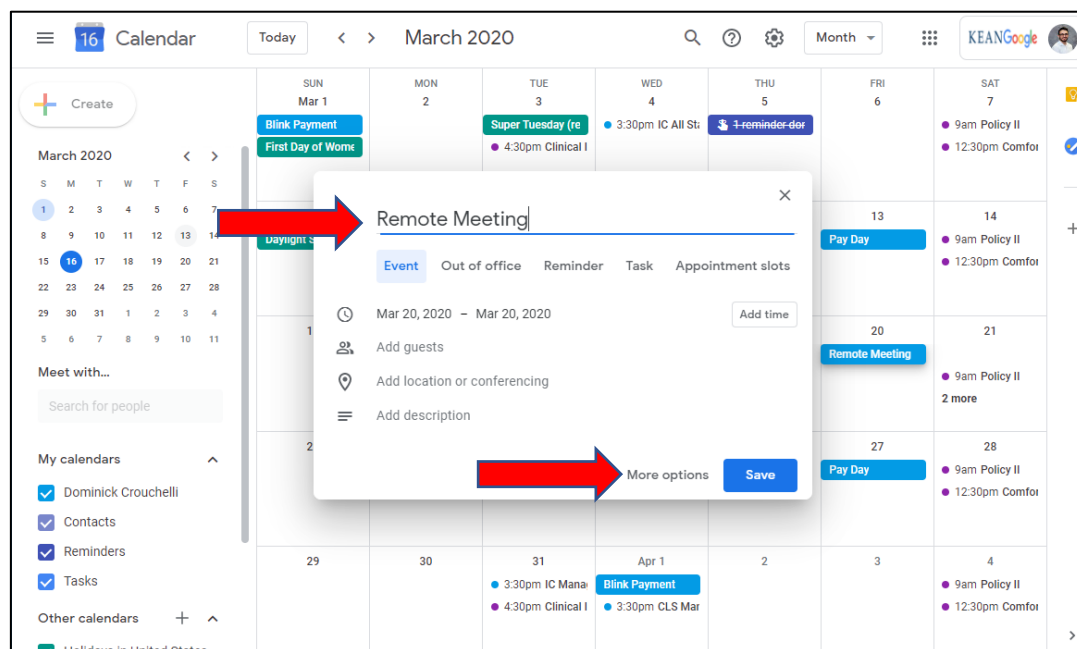 16 Calendar Today March 2020 Month KEANGoogle
Create
March 2020
S M T W T F S
1 2 3 4 5 6 7
8 9 10 11 12 13 14
15 16 17 18 19 20 21
22 23 24 25 26 27 28
29 30 31 1 2 3 4
5 6 7 8 9 10 11
Meet with...
Search for people
My calendars
Dominick Crouchelli
Contacts
Reminders
Tasks
Other calendars
SUN MON TUE WED THU FRI SAT
Mar 1 2 3 4 5 6 7
Blink Payment Super Tuesday (re 3:30pm IC All Sta 1 reminder dor 9am Policy II
First Day of Wome 4:30pm Clinical I 12:30pm Comfor
13 14
Daylight S Pay Day 9am Policy II
12:30pm Comfor
Remote Meeting
Event Out of office Reminder Task Appointment slots
Mar 20, 2020 – Mar 20, 2020 Add time
Add guests
Add location or conferencing
Add description
More options Save
20 21
Remote Meeting
9am Policy II
2 more
27 28
Pay Day 9am Policy II
12:30pm Comfor
29 30 31 Apr 1 2 3 4
3:30pm IC Mana Blink Payment 9am Policy II
4:30pm Clinical I 3:30pm CLS Mar 12:30pm Comfor